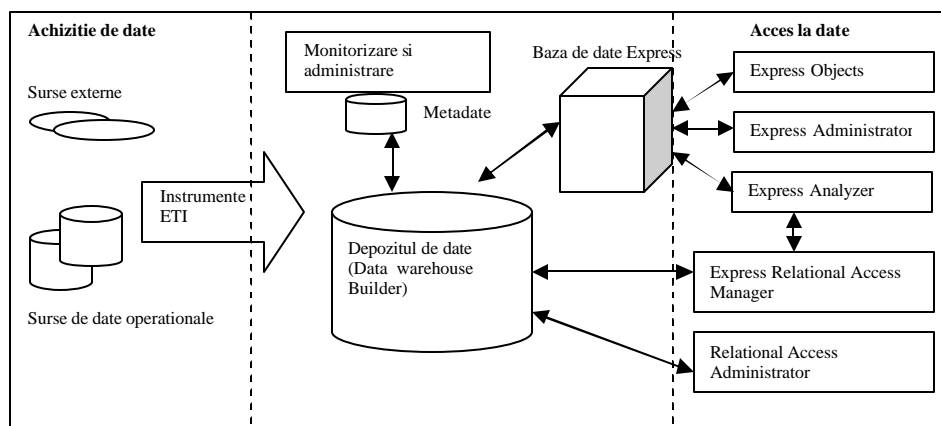 Achizitie de date
Surse externe
Surse de date operationale
Instrumente
ETI
Monitorizare si
administrare
Metadate
Depozitul de date
(Data warehouse
Builder)
Baza de date Express
Acces la date
Express Objects
Express Administrator
Express Analyzer
Express Relational Access
Manager
Relational Access
Administrator